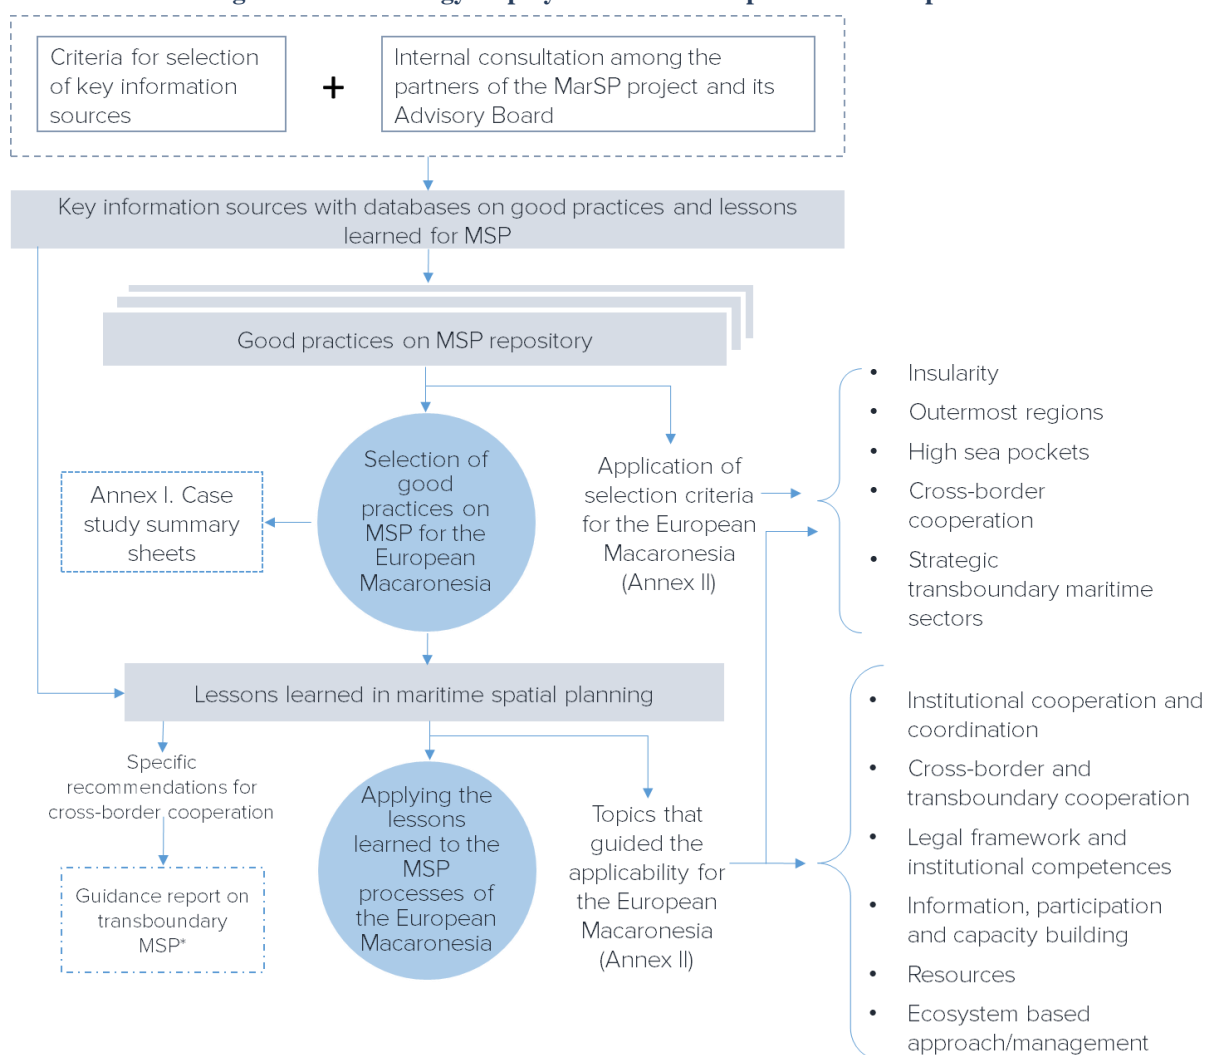 Criteria for selection
of key information
sources
+
Internal consultation among the
partners of the MarSP project and its
Advisory Board
Key information sources with databases on good practices and lessons
learned for MSP
Good practices on MSP repository
Selection of
good
practices on
MSP for the
European
Macaronesia
Annex I. Case
study summary
sheets
Application of
selection criteria
for the European
Macaronesia
(Annex II)
• Insularity
• Outermost regions
• High sea pockets
• Cross-border
cooperation
• Strategic
transboundary maritime
sectors
Lessons learned in maritime spatial planning
Specific
recommendations for
cross-border cooperation
Guidance report on
transboundary
MSP*
Applying the
lessons
learned to the
MSP
processes of
the European
Macaronesia
Topics that
guided the
applicability for
the European
Macaronesia
(Annex II)
• Institutional cooperation and
coordination
• Cross-border and
transboundary cooperation
• Legal framework and
institutional competences
• Information, participation
and capacity building
• Resources
• Ecosystem based
approach/management